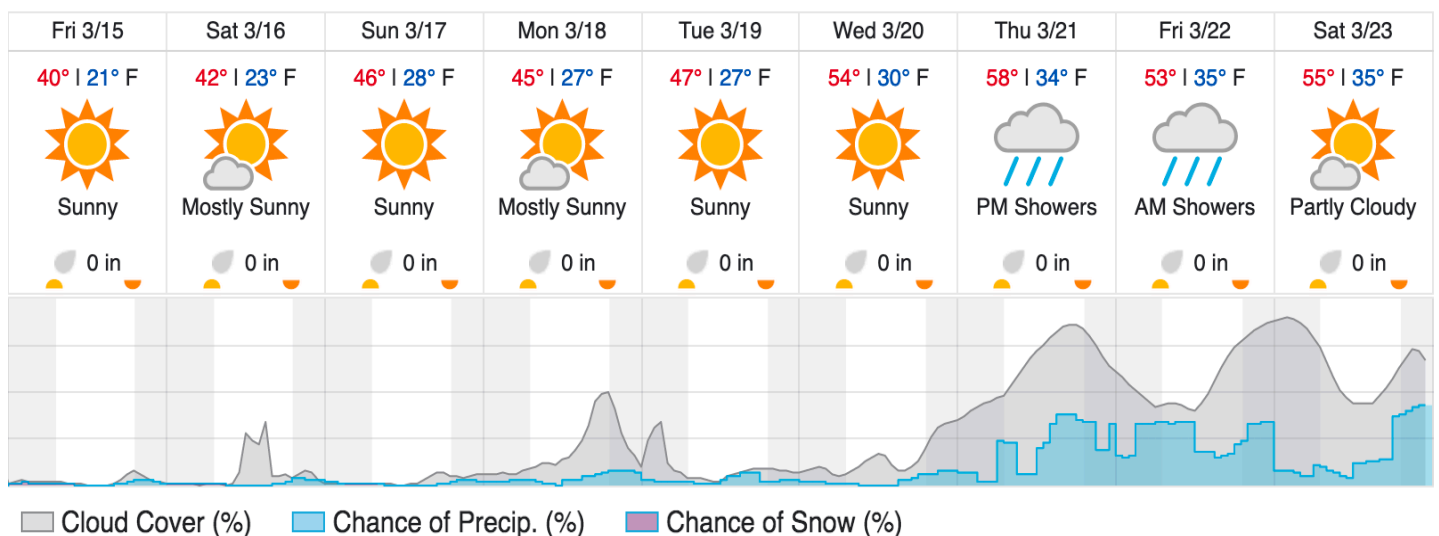 Fri 3/15 Sat 3/16 Sun 3/17 Mon 3/18 Tue 3/19 Wed 3/20 Thu 3/21 Fri 3/22 Sat 3/23
40° | 21° F 42° | 23° F 46° | 28° F 45° | 27° F 47° | 27° F 54° | 30° F 58° | 34° F 53° | 35° F 55° | 35° F
Sunny Mostly Sunny Sunny Mostly Sunny Sunny Sunny PM Showers AM Showers Partly Cloudy
0 in 0 in 0 in 0 in 0 in 0 in 0 in 0 in 0 in
Cloud Cover (%) Chance of Precip. (%) Chance of Snow (%)